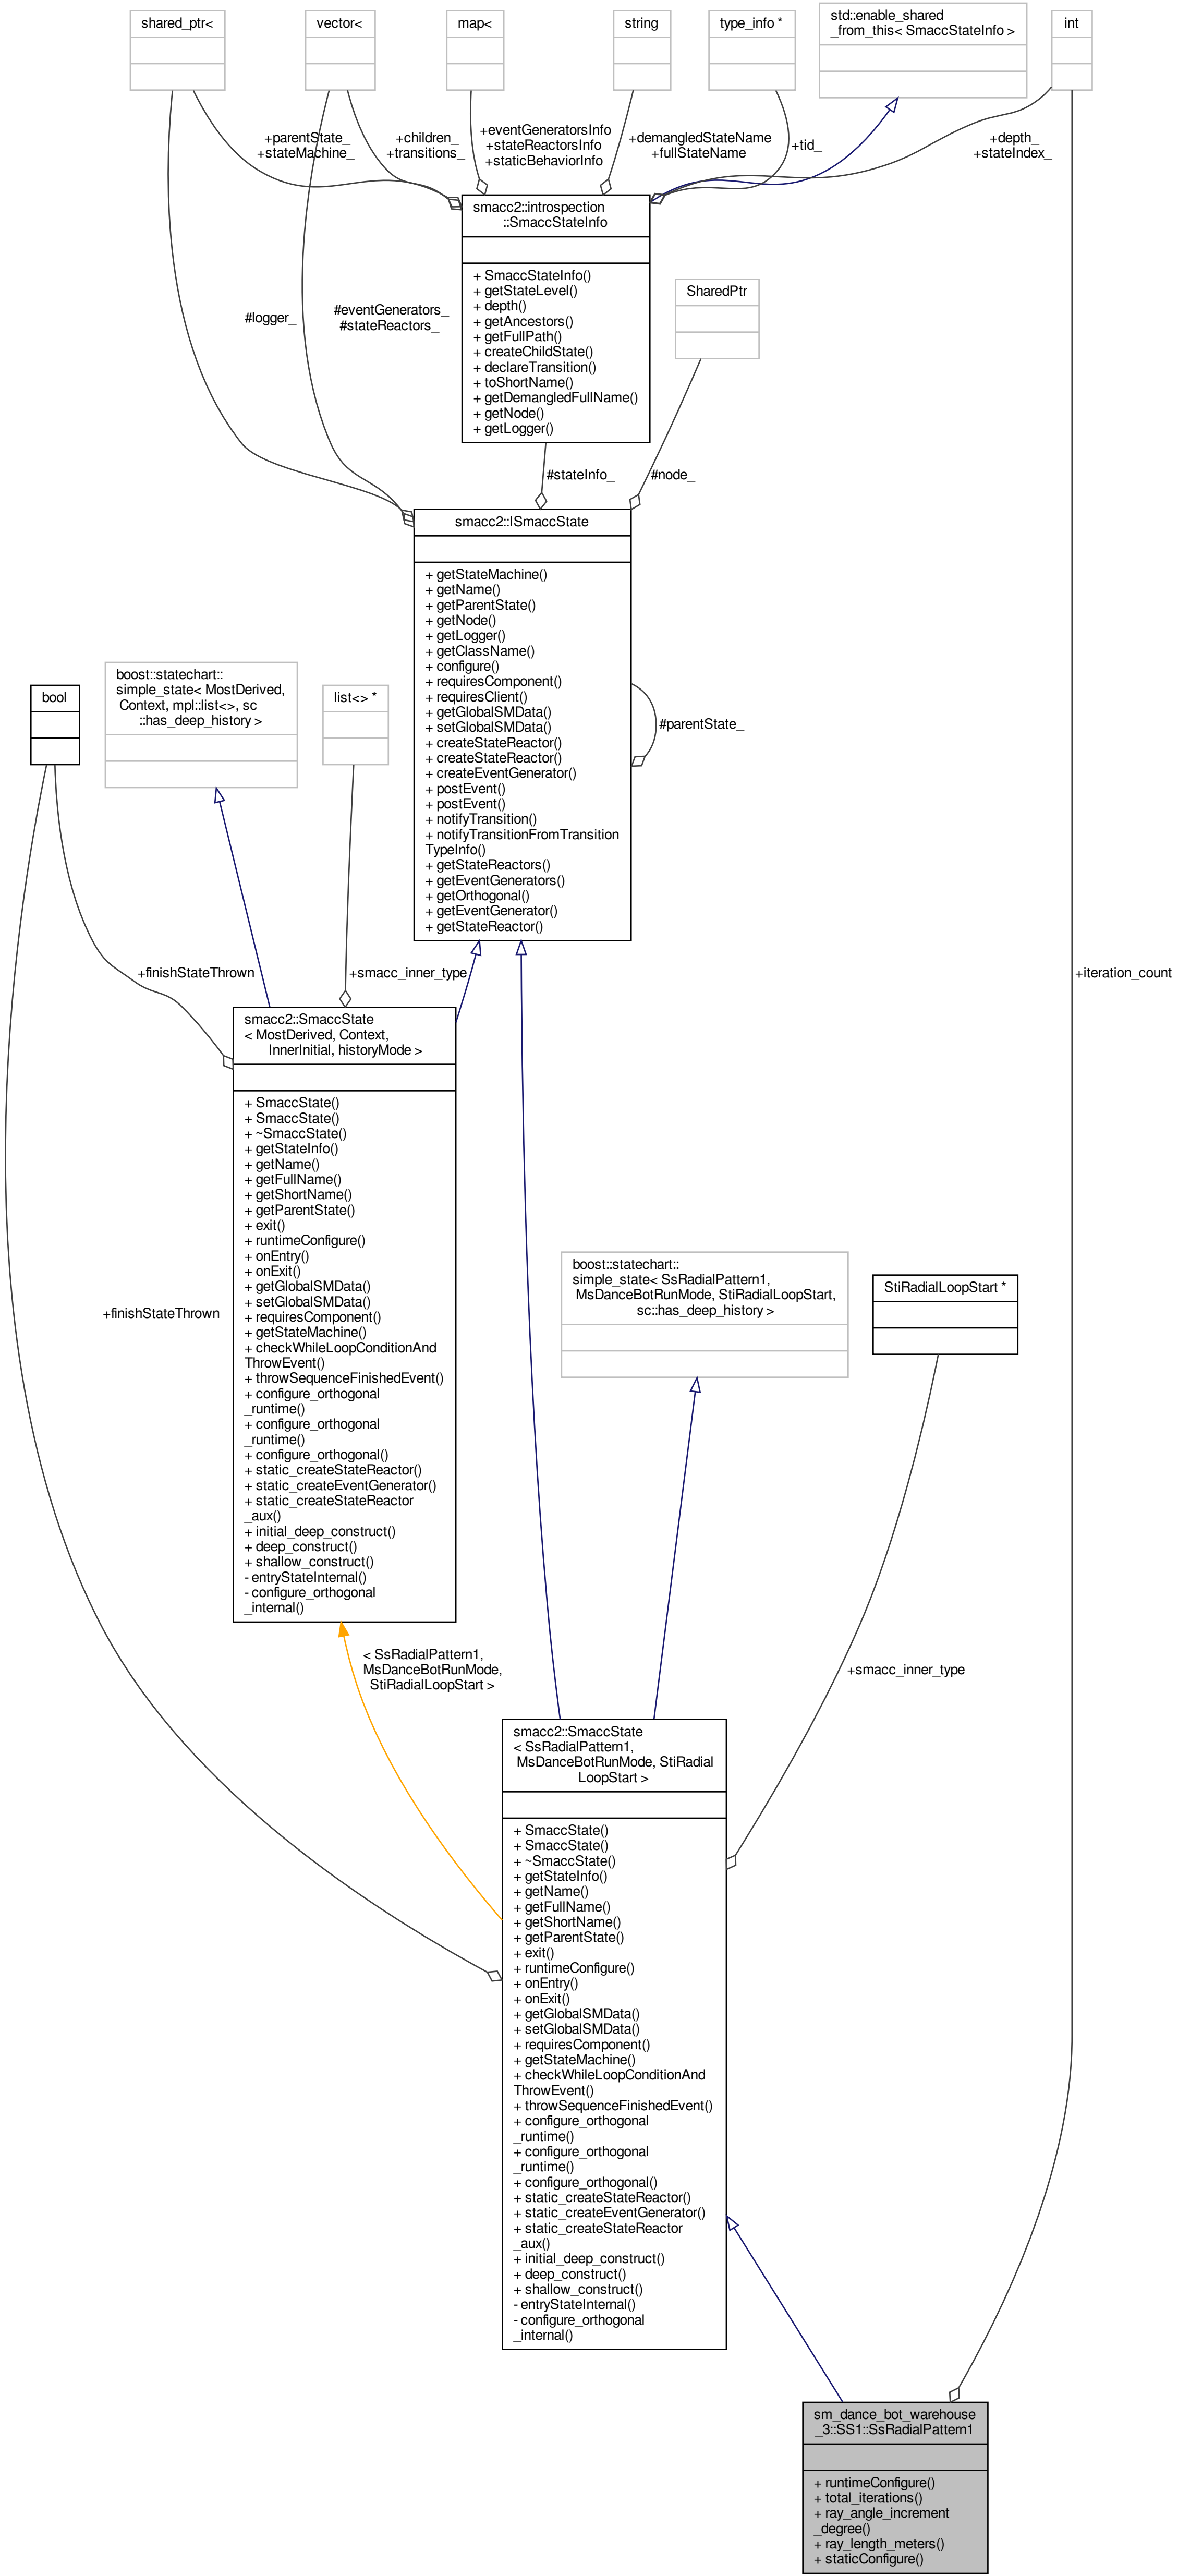 shared_ptr<
vector<
map<
string
type_info *
std::enable_shared
_from_this< SmaccStateInfo >
int
+parentState_
+stateMachine_
+children_
+transitions_
+eventGeneratorsInfo
+stateReactorsInfo
+staticBehaviorInfo
+demangledStateName
+fullStateName
+tid_
+depth_
+stateIndex_
smacc2::introspection
::SmaccStateInfo
+ SmaccStateInfo()
+ getStateLevel()
+ depth()
+ getAncestors()
+ getFullPath()
+ createChildState()
+ declareTransition()
+ toShortName()
+ getDemangledFullName()
+ getNode()
+ getLogger()
SharedPtr
#logger_
#eventGenerators_
#stateReactors_
#stateInfo_
#node_
smacc2::ISmaccState
+ getStateMachine()
+ getName()
+ getParentState()
+ getNode()
+ getLogger()
+ getClassName()
+ configure()
+ requiresComponent()
+ requiresClient()
+ getGlobalSMData()
+ setGlobalSMData()
+ createStateReactor()
+ createStateReactor()
+ createEventGenerator()
+ postEvent()
+ postEvent()
+ notifyTransition()
+ notifyTransitionFromTransition
TypeInfo()
+ getStateReactors()
+ getEventGenerators()
+ getOrthogonal()
+ getEventGenerator()
+ getStateReactor()
#parentState_
bool
boost::statechart::
simple_state< MostDerived,
Context, mpl::list<>, sc
::has_deep_history >
list<> *
+finishStateThrown
+smacc_inner_type
+iteration_count
smacc2::SmaccState
< MostDerived, Context,
InnerInitial, historyMode >
+ SmaccState()
+ SmaccState()
+ ~SmaccState()
+ getStateInfo()
+ getName()
+ getFullName()
+ getShortName()
+ getParentState()
+ exit()
+ runtimeConfigure()
+ onEntry()
+ onExit()
+ getGlobalSMData()
+ setGlobalSMData()
+ requiresComponent()
+ getStateMachine()
+ checkWhileLoopConditionAnd
ThrowEvent()
+ throwSequenceFinishedEvent()
+ configure_orthogonal
_runtime()
+ configure_orthogonal
_runtime()
+ configure_orthogonal()
+ static_createStateReactor()
+ static_createEventGenerator()
+ static_createStateReactor
_aux()
+ initial_deep_construct()
+ deep_construct()
+ shallow_construct()
- entryStateInternal()
- configure_orthogonal
_internal()
+finishStateThrown
boost::statechart::
simple_state< SsRadialPattern1,
MsDanceBotRunMode, StiRadialLoopStart,
sc::has_deep_history >
StiRadialLoopStart *
< SsRadialPattern1,
MsDanceBotRunMode,
StiRadialLoopStart >
+smacc_inner_type
smacc2::SmaccState
< SsRadialPattern1,
MsDanceBotRunMode, StiRadial
LoopStart >
+ SmaccState()
+ SmaccState()
+ ~SmaccState()
+ getStateInfo()
+ getName()
+ getFullName()
+ getShortName()
+ getParentState()
+ exit()
+ runtimeConfigure()
+ onEntry()
+ onExit()
+ getGlobalSMData()
+ setGlobalSMData()
+ requiresComponent()
+ getStateMachine()
+ checkWhileLoopConditionAnd
ThrowEvent()
+ throwSequenceFinishedEvent()
+ configure_orthogonal
_runtime()
+ configure_orthogonal
_runtime()
+ configure_orthogonal()
+ static_createStateReactor()
+ static_createEventGenerator()
+ static_createStateReactor
_aux()
+ initial_deep_construct()
+ deep_construct()
+ shallow_construct()
- entryStateInternal()
- configure_orthogonal
_internal()
sm_dance_bot_warehouse
_3::SS1::SsRadialPattern1
+ runtimeConfigure()
+ total_iterations()
+ ray_angle_increment
_degree()
+ ray_length_meters()
+ staticConfigure()